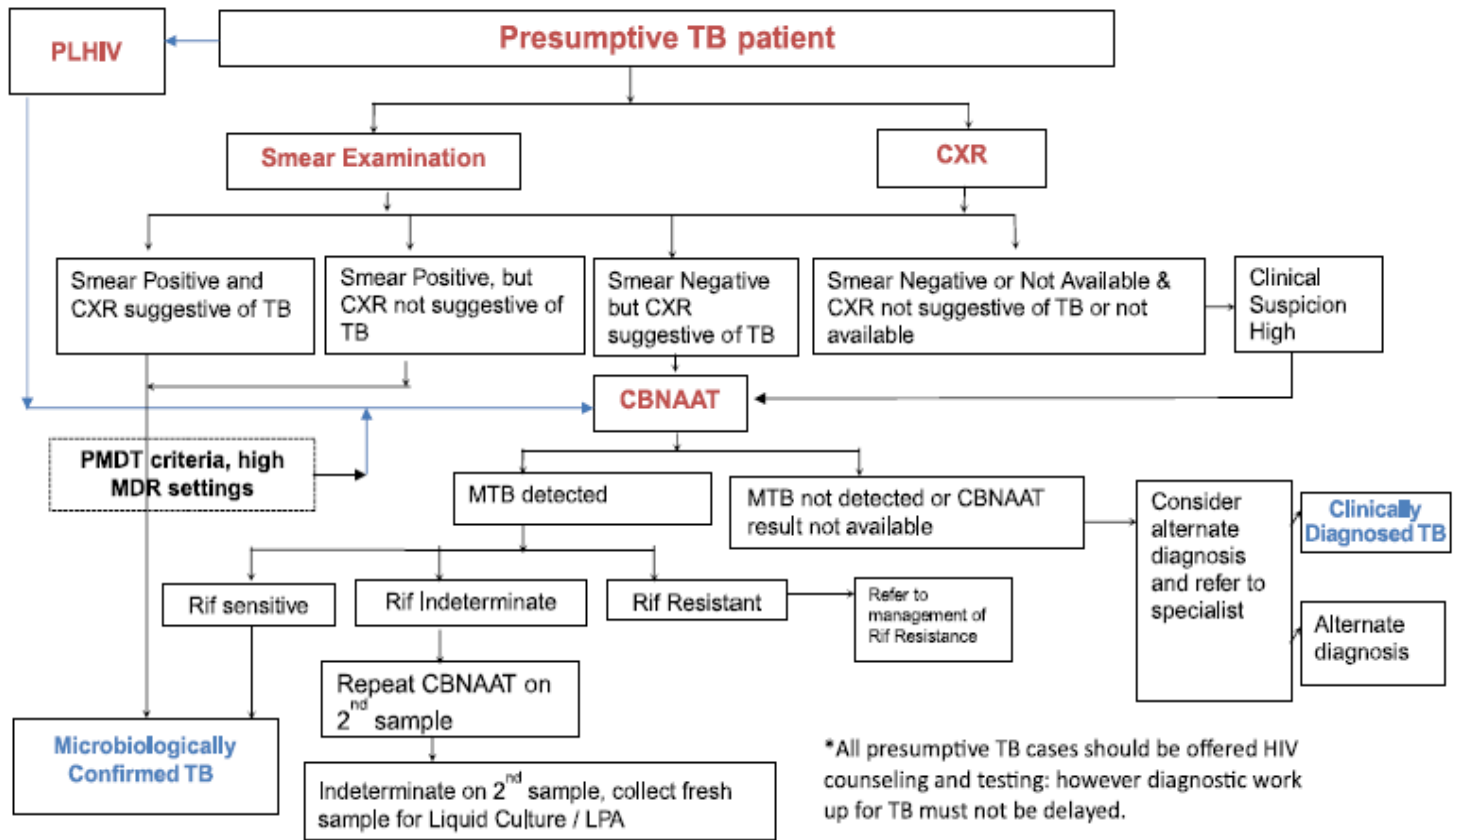 PLHIV
Presumptive TB patient
Smear Examination
CXR
Smear Positive and
CXR suggestive of TB
Smear Positive, but
CXR not suggestive of
TB
Smear Negative
but CXR
suggestive of TB
Smear Negative or Not Available &
CXR not suggestive of TB or not
available
Clinical
Suspicion
High
CBNAAT
PMDT criteria, high
MDR settings
MTB detected
MTB not detected or CBNAAT
result not available
Consider
alternate
diagnosis
and refer to
specialist
Clinically
Diagnosed TB
Alternate
diagnosis
Rif sensitive
Rif Indeterminate
Rif Resistant
Refer to
management of
Rif Resistance
Repeat CBNAAT on
2nd sample
Microbiologically
Confirmed TB
Indeterminate on 2nd sample, collect fresh
sample for Liquid Culture / LPA
*All presumptive TB cases should be offered HIV
counseling and testing: however diagnostic work
up for TB must not be delayed.